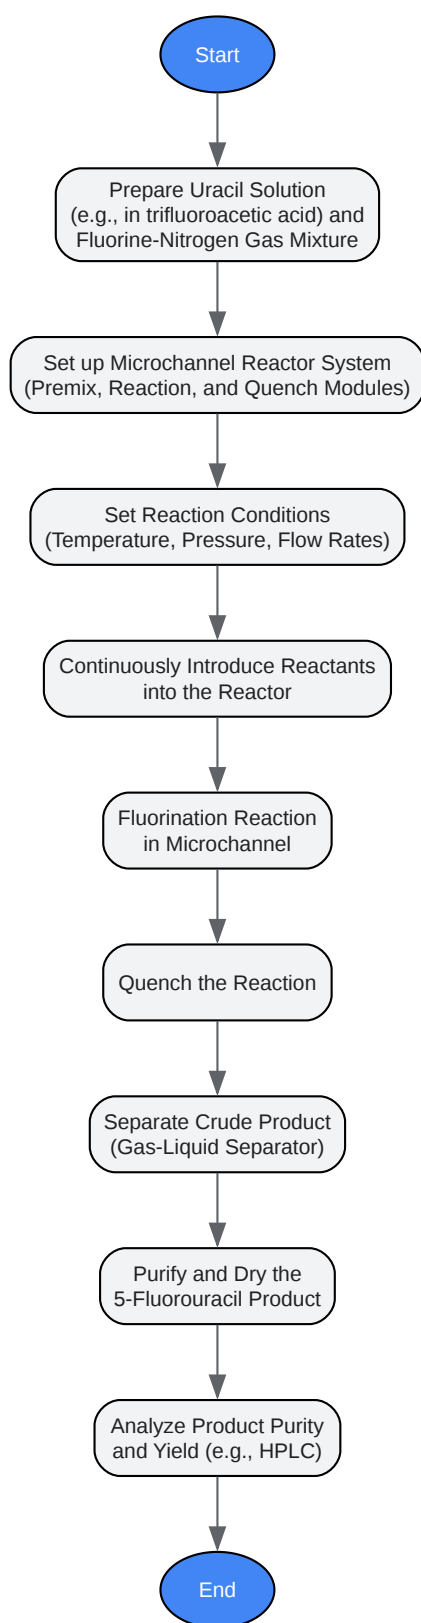 Start
Prepare Uracil Solution
(e.g., in trifluoroacetic acid) and
Fluorine-Nitrogen Gas Mixture
Set up Microchannel Reactor System
(Premix, Reaction, and Quench Modules)
Set Reaction Conditions
(Temperature, Pressure, Flow Rates)
Continuously Introduce Reactants
into the Reactor
Fluorination Reaction
in Microchannel
Quench the Reaction
Separate Crude Product
(Gas-Liquid Separator)
Purify and Dry the
5-Fluorouracil Product
Analyze Product Purity
and Yield (e.g., HPLC)
End